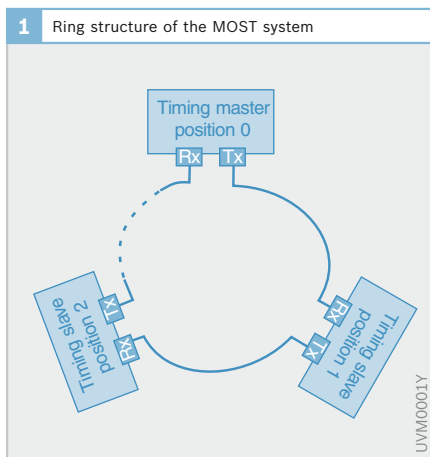 1 Ring structure of the MOST system
Timing master
position 0
Rx Tx
Rx
Tx
Timing slave
position 1
Tx
Rx
Timing slave
position 2
UVM0001Y